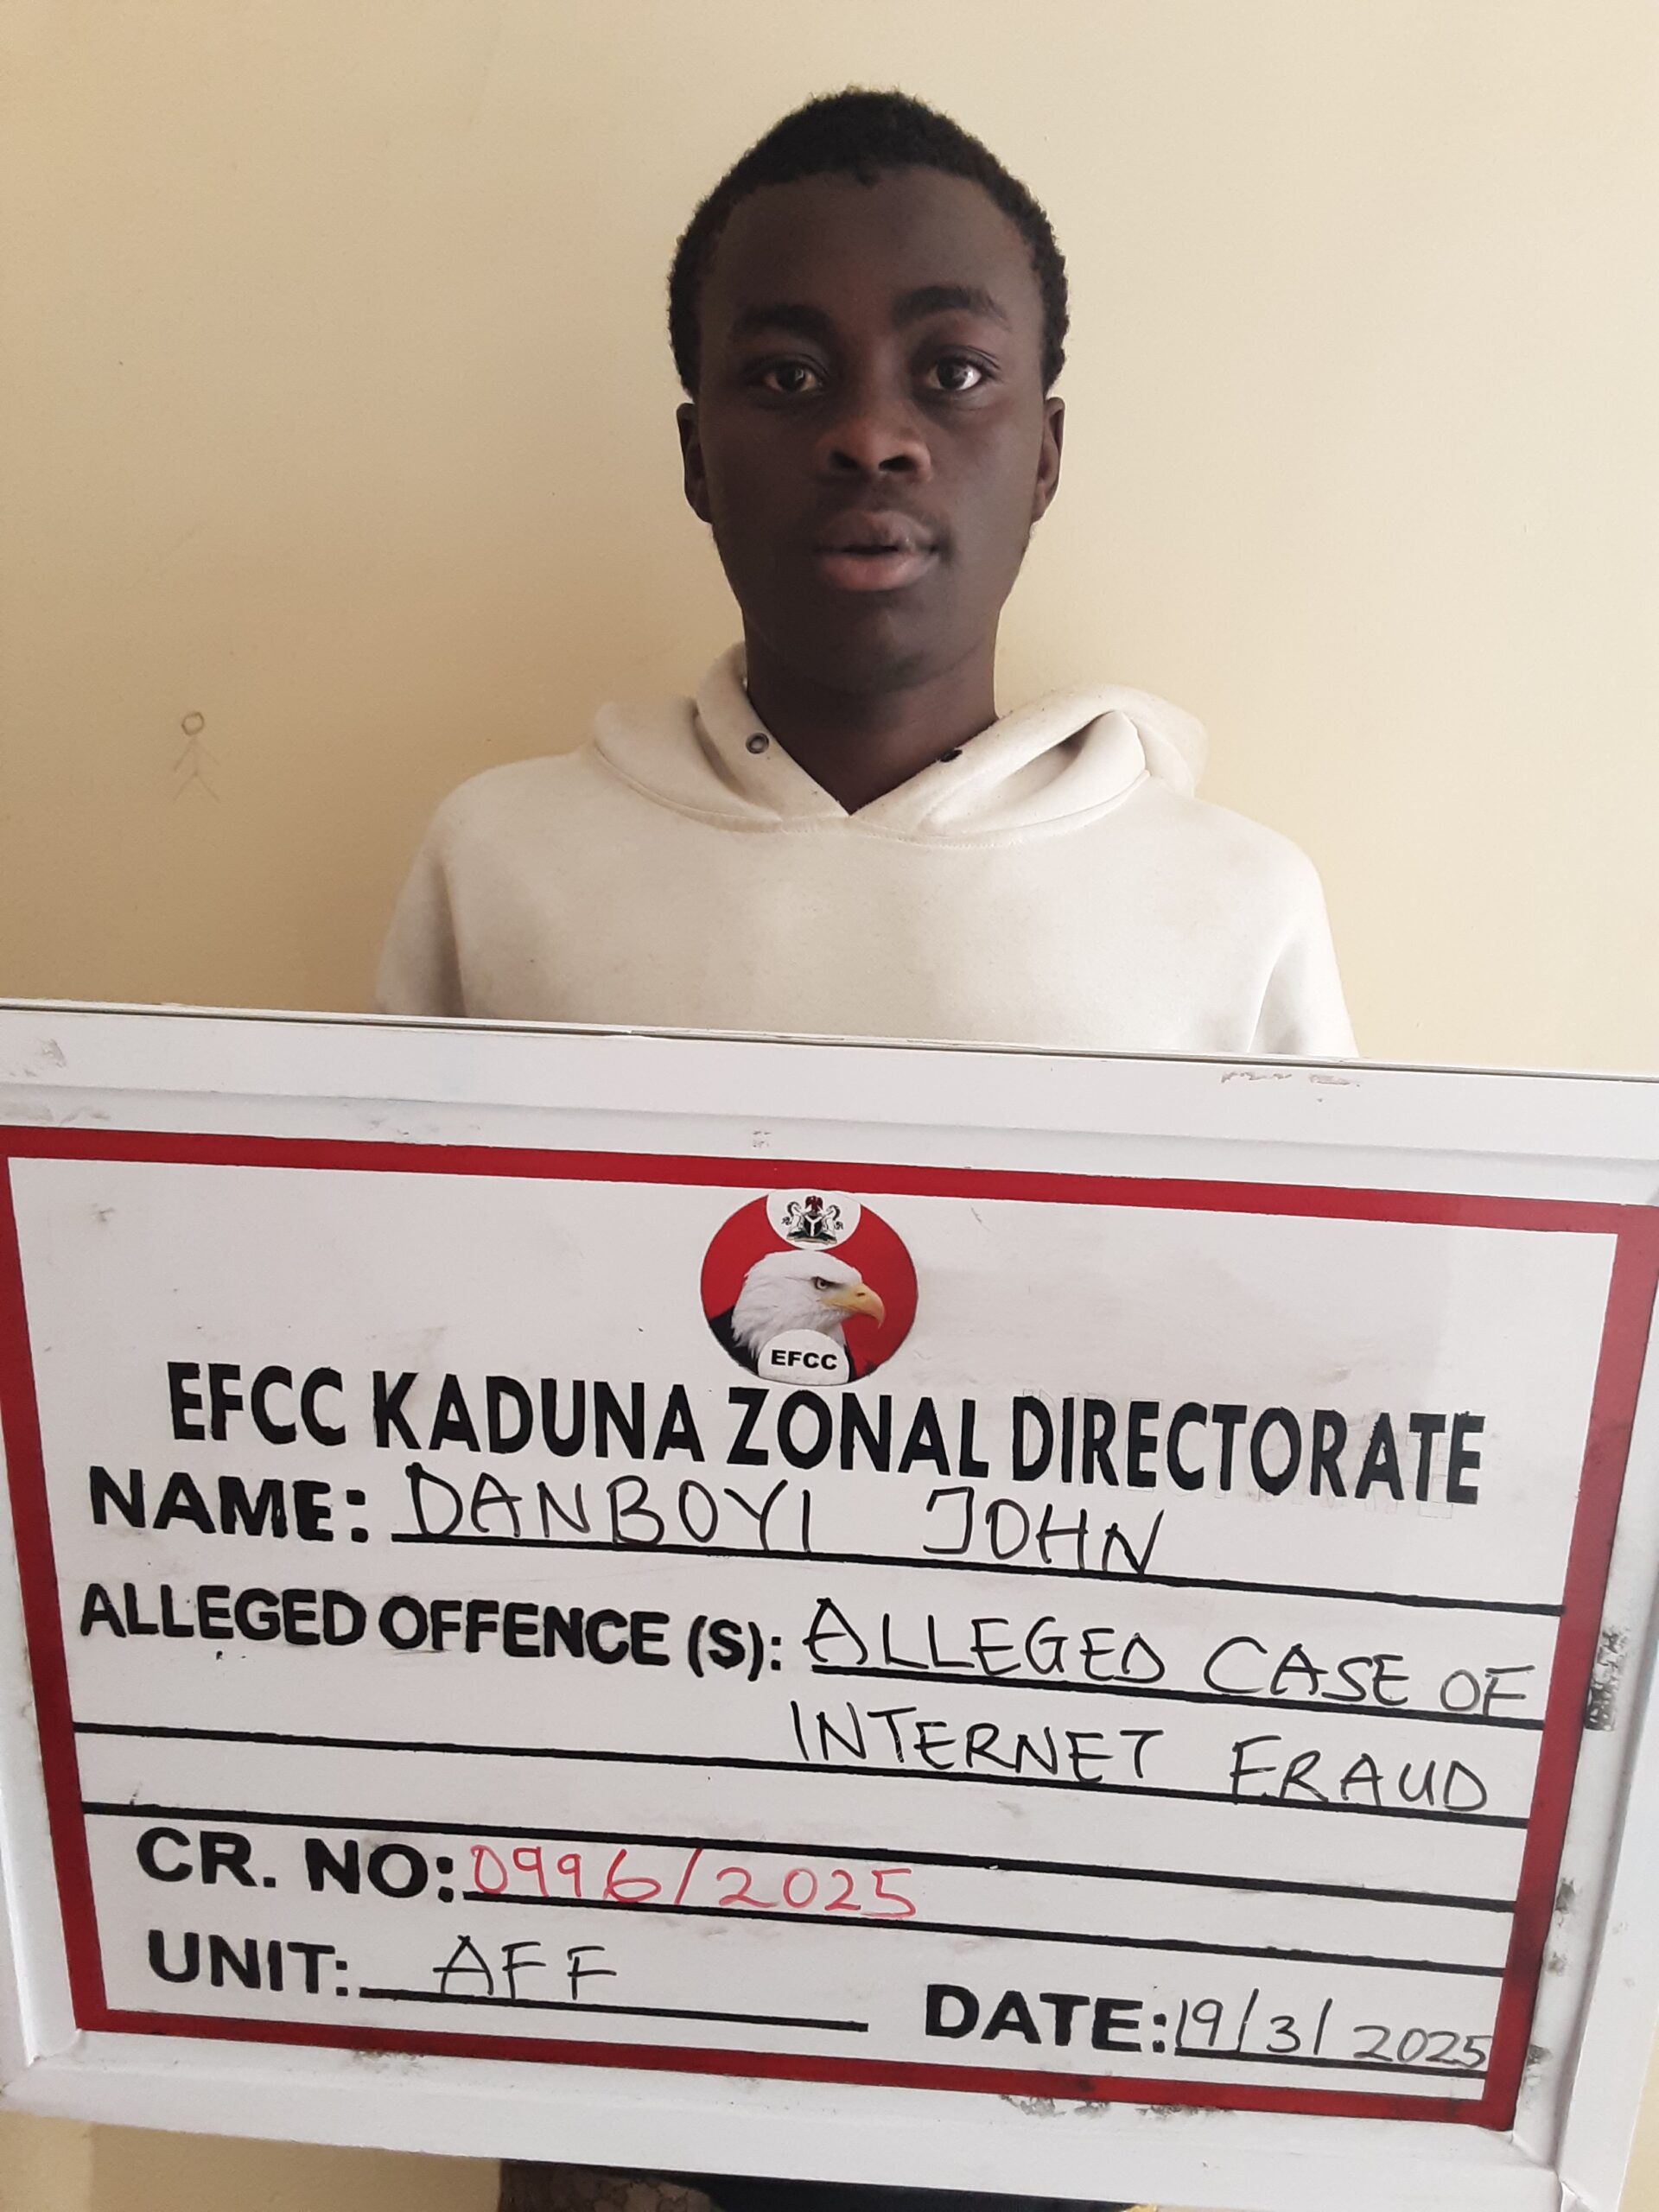 EFCC
EFCC KADUNA ZONAL DIRECTORATE
NAME: DANBOYI JOHN
ALLEGED OFFENCE (S): ALLEGED CASE OF
INTERNET FRAUD
CR. NO: 0996/2025
UNIT: AFF DATE: 19/3/2025